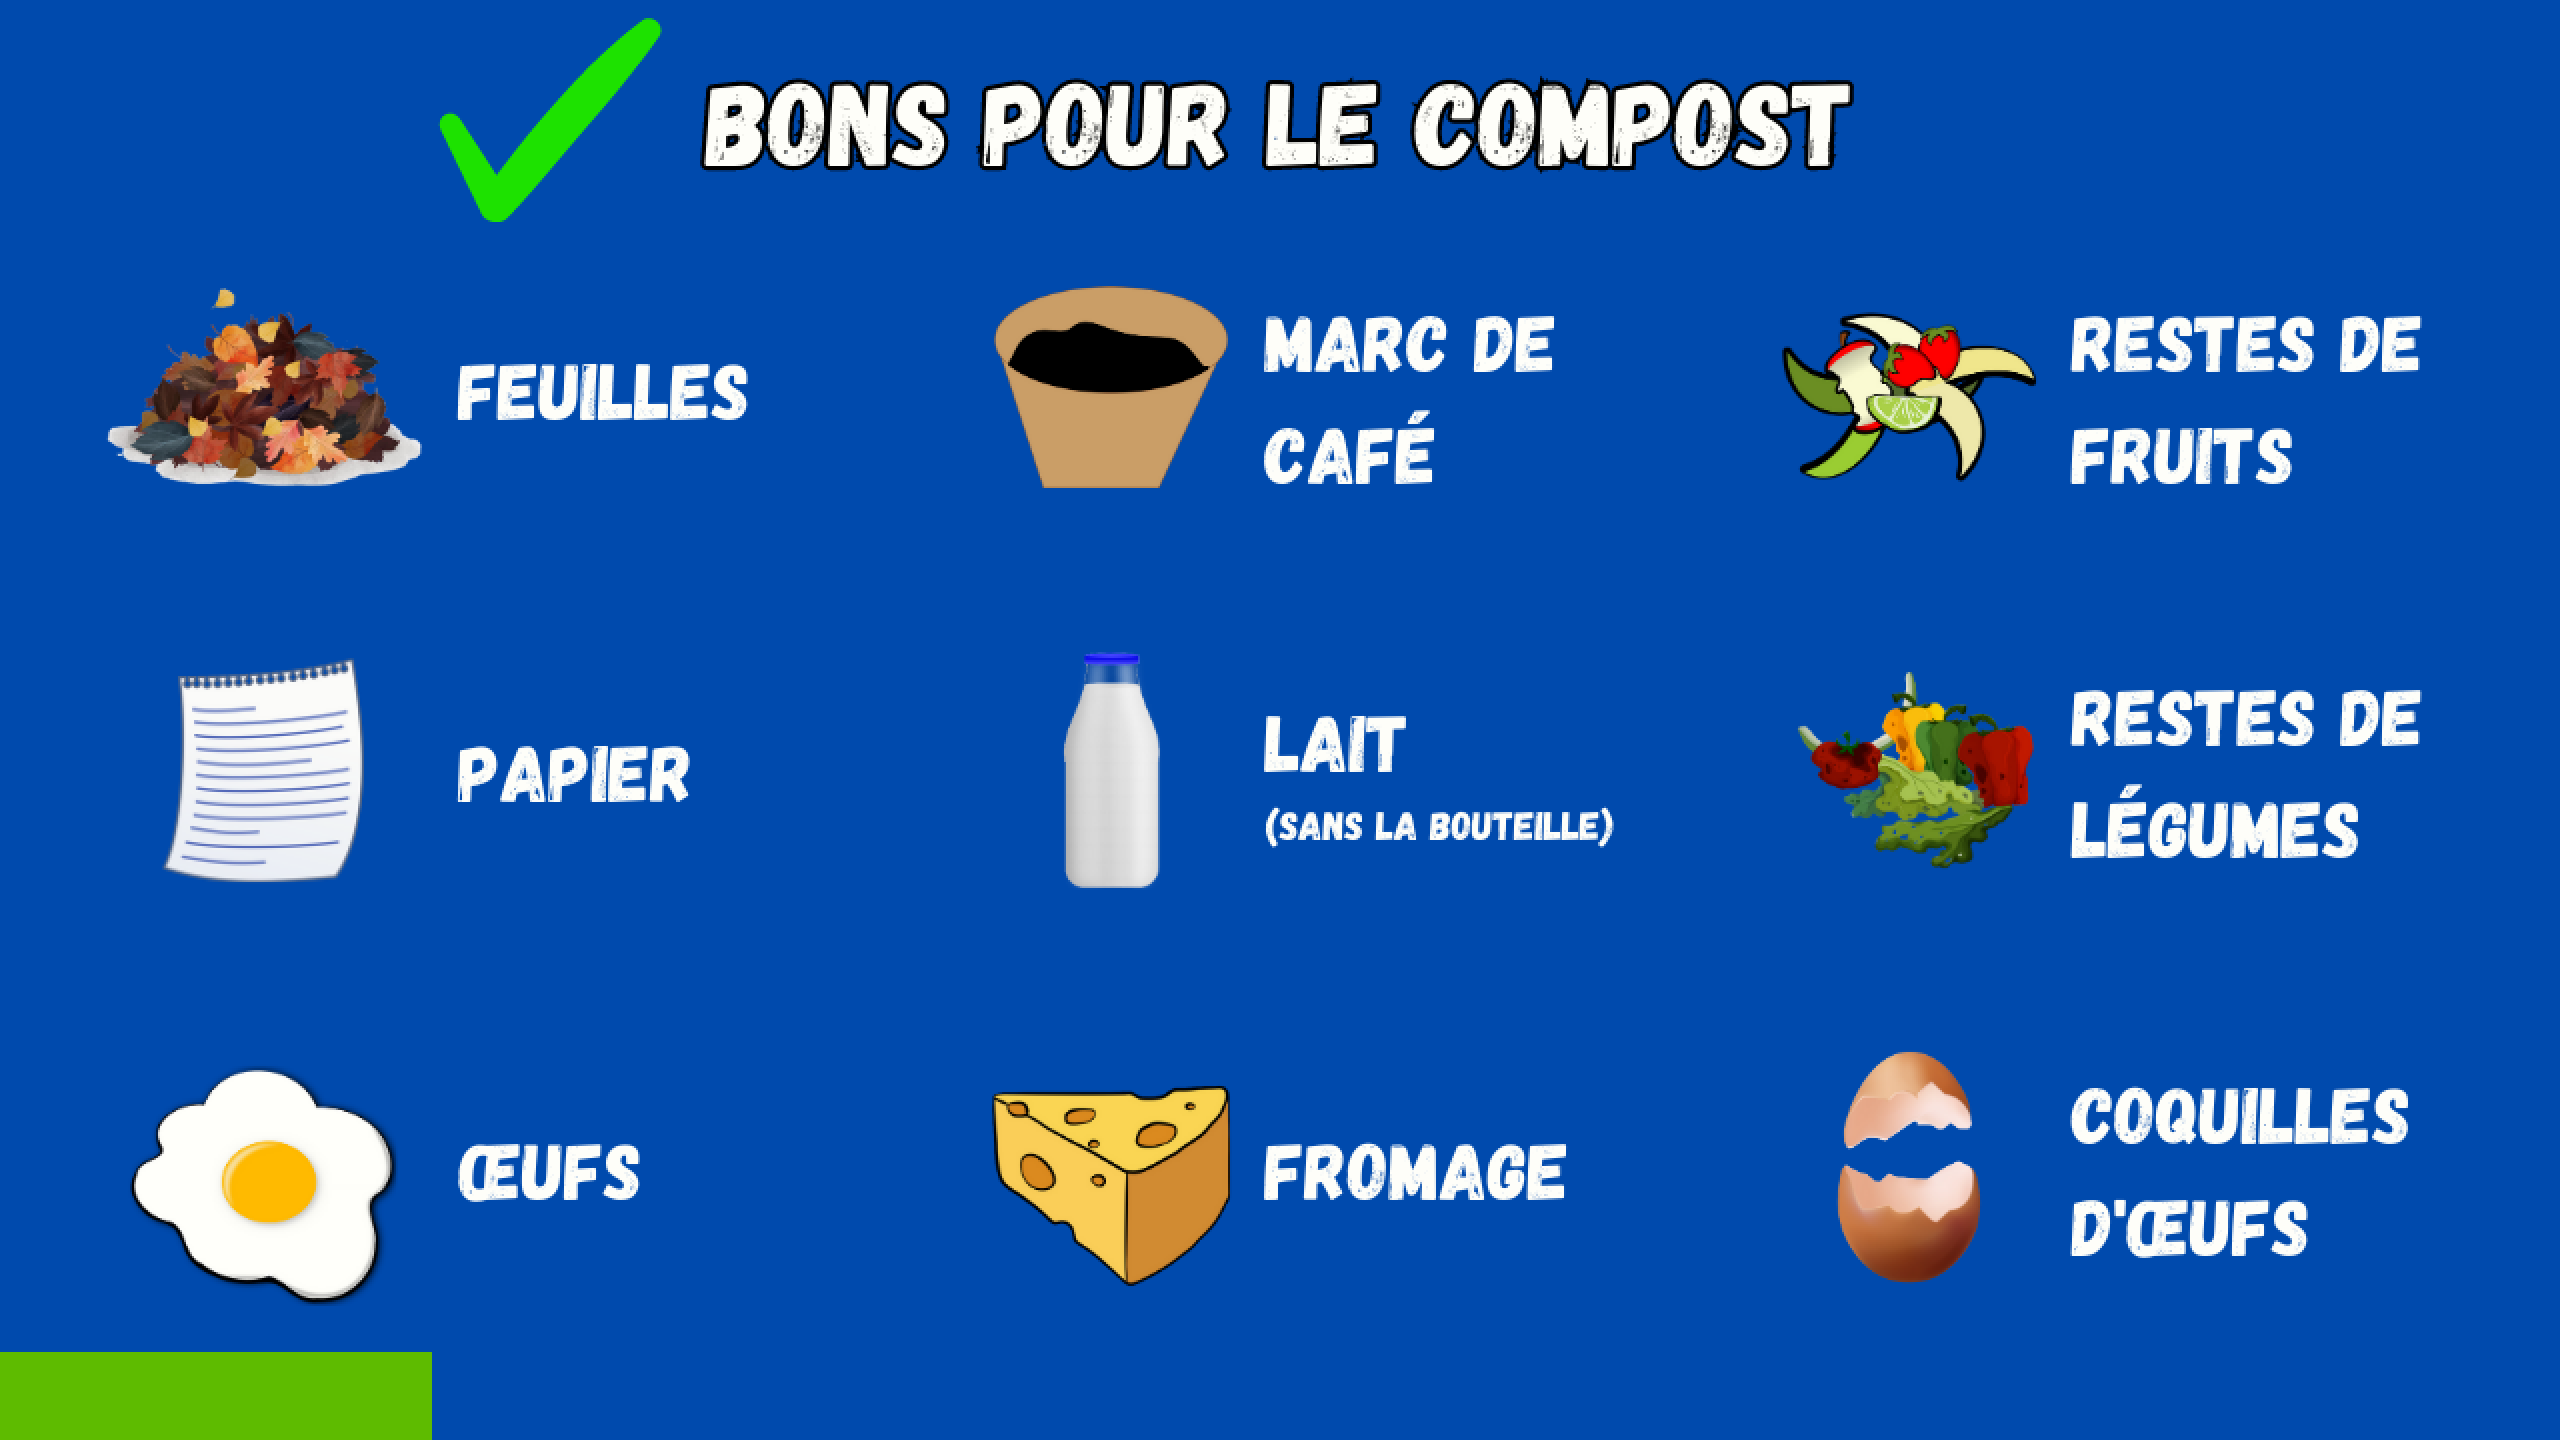 BONS POUR LE COMPOST
FEUILLES
MARC DE
CAFÉ
RESTES DE
FRUITS
PAPIER
LAIT
(SANS LA BOUTEILLE)
RESTES DE
LÉGUMES
ŒUFS
FROMAGE
COQUILLES
D'ŒUFS